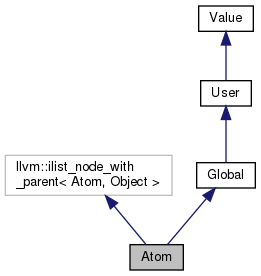 Value
User
llvm::ilist_node_with
_parent< Atom, Object >
Global
Atom